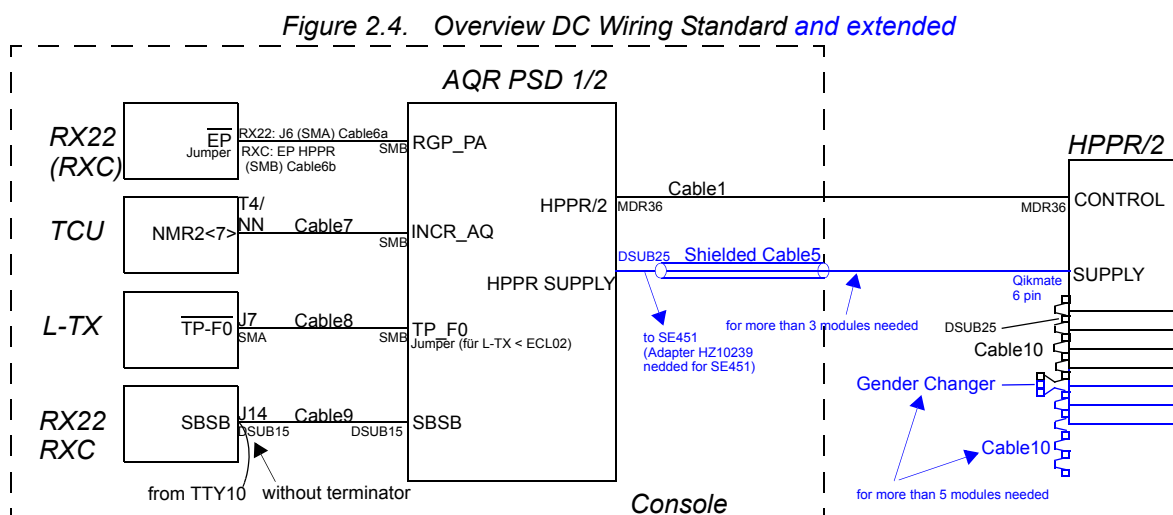 Figure 2.4. Overview DC Wiring Standard and extended
AQR PSD 1/2
RX22
(RXC)
EP
Jumper
RX22: J6 (SMA) Cable6a
RXC: EP HPPR
(SMB) Cable6b
SMB
RGP_PA
HPPR/2
TCU
NMR2<7>
T4/
NN
Cable7
SMB
INCR_AQ
HPPR/2
MDR36
Cable1
MDR36
CONTROL
HPPR SUPPLY
DSUB25
Shielded Cable5
Qikmate
6 pin
SUPPLY
L-TX
TP-F0
J7
SMA
Cable8
SMB
TP_F0
Jumper (für L-TX < ECL02)
to SE451
(Adapter HZ10239
nedded for SE451)
for more than 3 modules needed
DSUB25
Cable10
Gender Changer
RX22
RXC
SBSB
J14
DSUB15
Cable9
DSUB15
SBSB
Cable10
from TTY10
without terminator
for more than 5 modules needed
Console